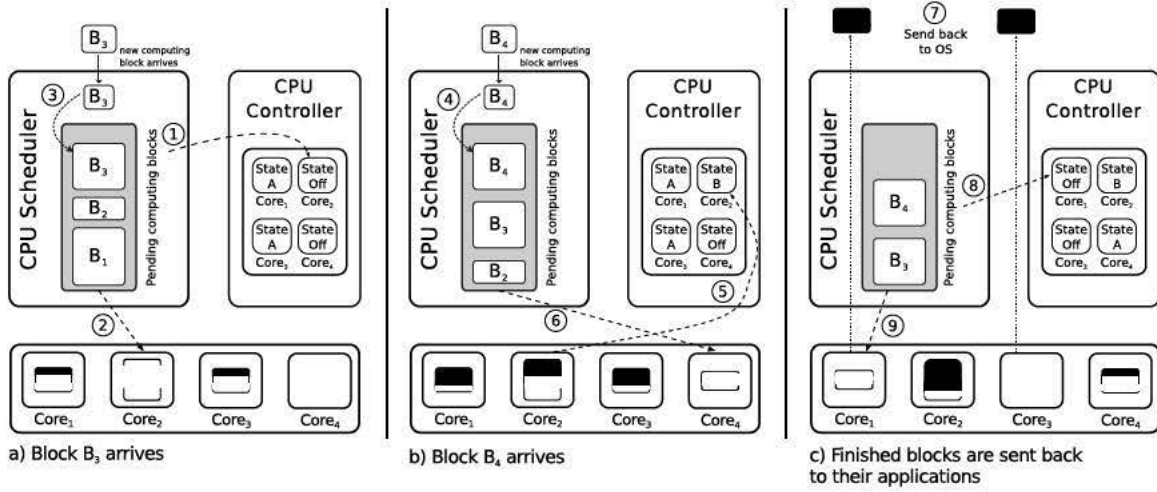 B₃
new computing
block arrives
B₃
③
①
CPU Scheduler
B₃
B₂
B₁
Pending computing blocks
②
CPU
Controller
State
A
Core₁
State
Off
Core₂
State
A
Core₃
State
Off
Core₄
Core₁
Core₂
Core₃
Core₄
a) Block B₃ arrives
B₄
new computing
block arrives
B₄
④
CPU Scheduler
B₄
B₃
B₂
Pending computing blocks
⑥
⑤
CPU
Controller
State
A
Core₁
State
B
Core₂
State
A
Core₃
State
Off
Core₄
Core₁
Core₂
Core₃
Core₄
b) Block B₄ arrives
⑦
Send back
to OS
CPU Scheduler
B₄
B₃
Pending computing blocks
⑧
⑨
CPU
Controller
State
Off
Core₁
State
B
Core₂
State
Off
Core₃
State
A
Core₄
Core₁
Core₂
Core₃
Core₄
c) Finished blocks are sent back
to their applications